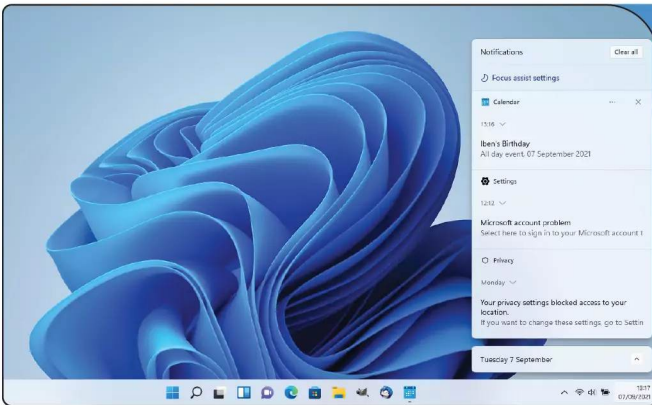 Notifications
Clear all
Focus assist settings
Calendar
13:16
Iben's Birthday
All day event, 07 September 2021
Settings
12:12
Microsoft account problem
Select here to sign in to your Microsoft account t
Privacy
Monday
Your privacy settings blocked access to your
location.
If you want to change these settings, go to Settin
Tuesday 7 September
13:17
07/09/2021